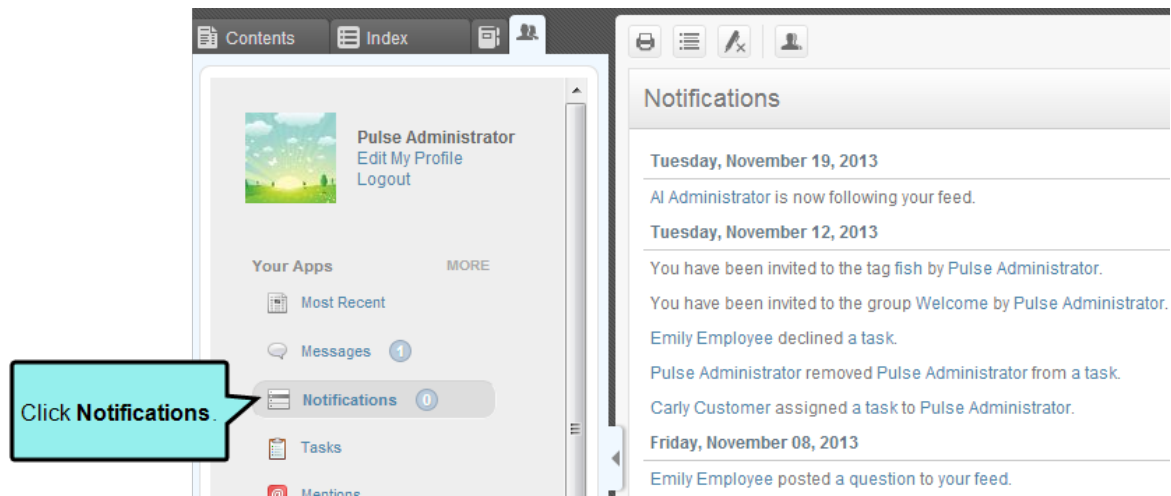 Contents
Index
Pulse Administrator
Edit My Profile
Logout
Your Apps
MORE
Most Recent
Messages 1
Notifications 0
Tasks
Mentions
Click Notifications.
Notifications
Tuesday, November 19, 2013
Al Administrator is now following your feed.
Tuesday, November 12, 2013
You have been invited to the tag fish by Pulse Administrator.
You have been invited to the group Welcome by Pulse Administrator.
Emily Employee declined a task.
Pulse Administrator removed Pulse Administrator from a task.
Carly Customer assigned a task to Pulse Administrator.
Friday, November 08, 2013
Emily Employee posted a question to your feed.